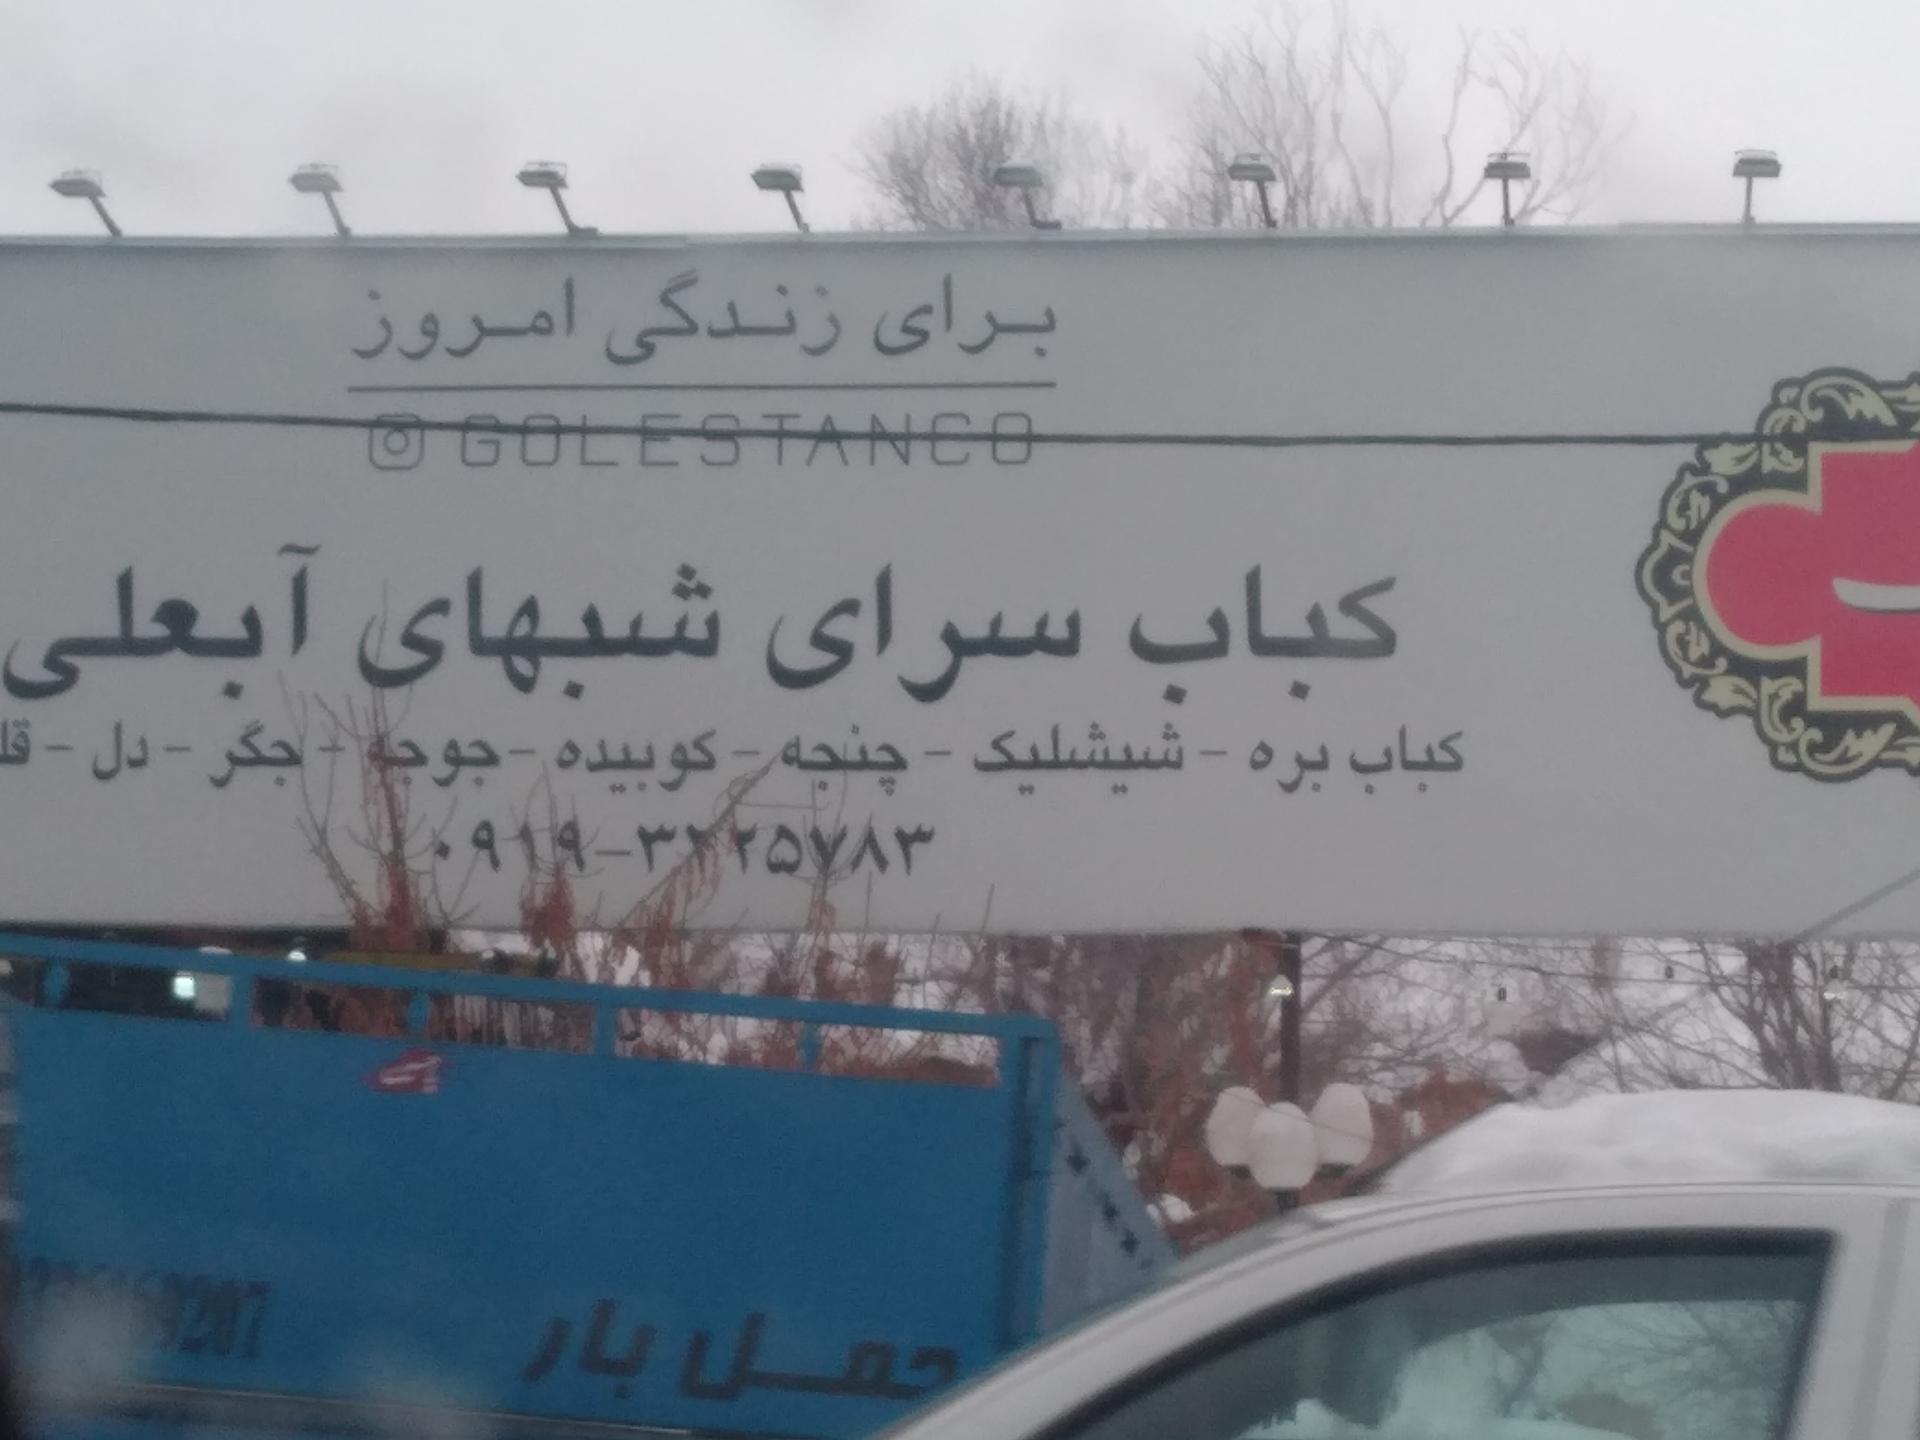 برای زندگی امروز
GOLESTANCO
کباب سرای شبهای آبعلی
کباب بره - شیشلیک - چنجه - کوبیده - جوجه - جگر - دل -
۰۹۱۹-۳۲۲۵۷۸۳
حمل بار